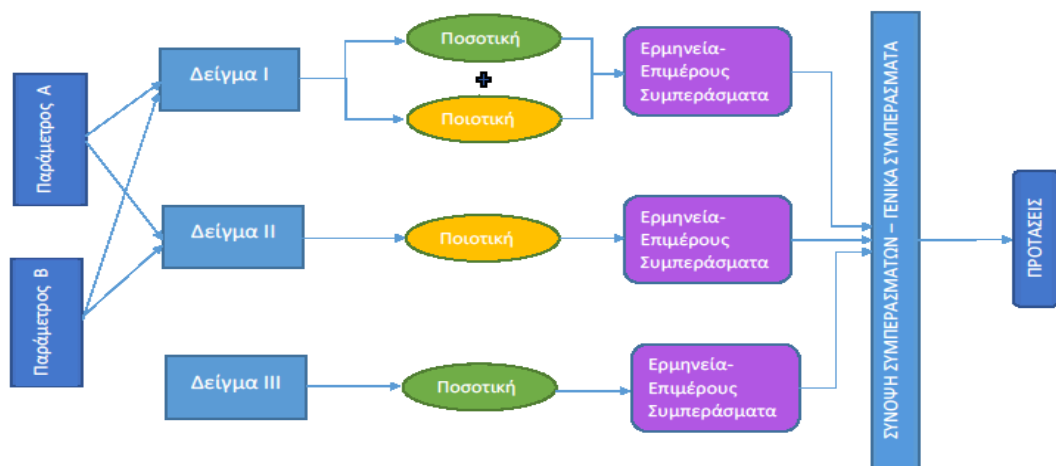 Παράμετρος Α
Παράμετρος Β
Δείγμα Ι
Ποσοτική
+
Ποιοτική
Ερμηνεία-
Επιμέρους
Συμπεράσματα
Δείγμα ΙΙ
Ποιοτική
Ερμηνεία-
Επιμέρους
Συμπεράσματα
Δείγμα ΙΙΙ
Ποσοτική
Ερμηνεία-
Επιμέρους
Συμπεράσματα
ΣΥΝΟΨΗ ΣΥΜΠΕΡΑΣΜΑΤΩΝ – ΓΕΝΙΚΑ ΣΥΜΠΕΡΑΣΜΑΤΑ
ΠΡΟΤΑΣΕΙΣ